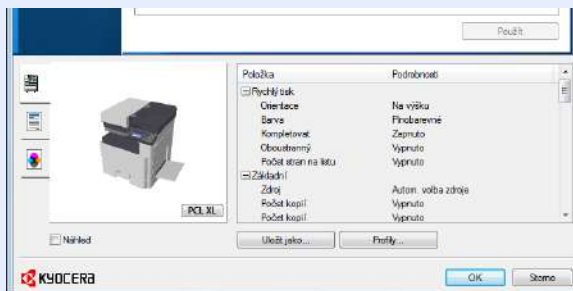 Použít
Položka Podrobnosti
Rychlý tisk
Orientace Na výšku
Barva Plnobarevné
Kompletovat Zapnuto
Oboustranný Vypnuto
Počet stran na listu Vypnuto
Základní
Zdroj Autom. volba zdroje
Počet kopií Vypnuto
Počet kopií Vypnuto
PCL XL
Náhled
Uložit jako... Profily...
KYOCERA
OK Storno